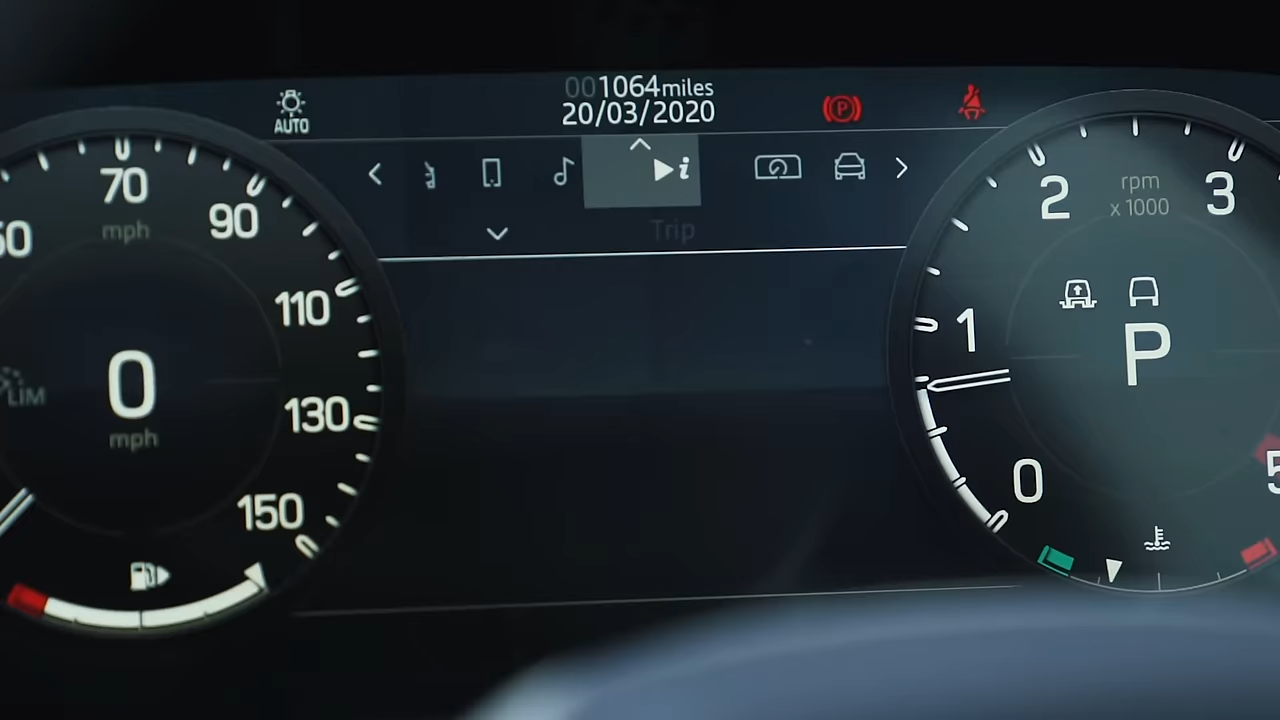 001064miles
20/03/2020
AUTO
P
i
Trip
70
90
mph
110
130
150
0
mph
LIM
rpm
x 1000
0
1
2
3
5
P